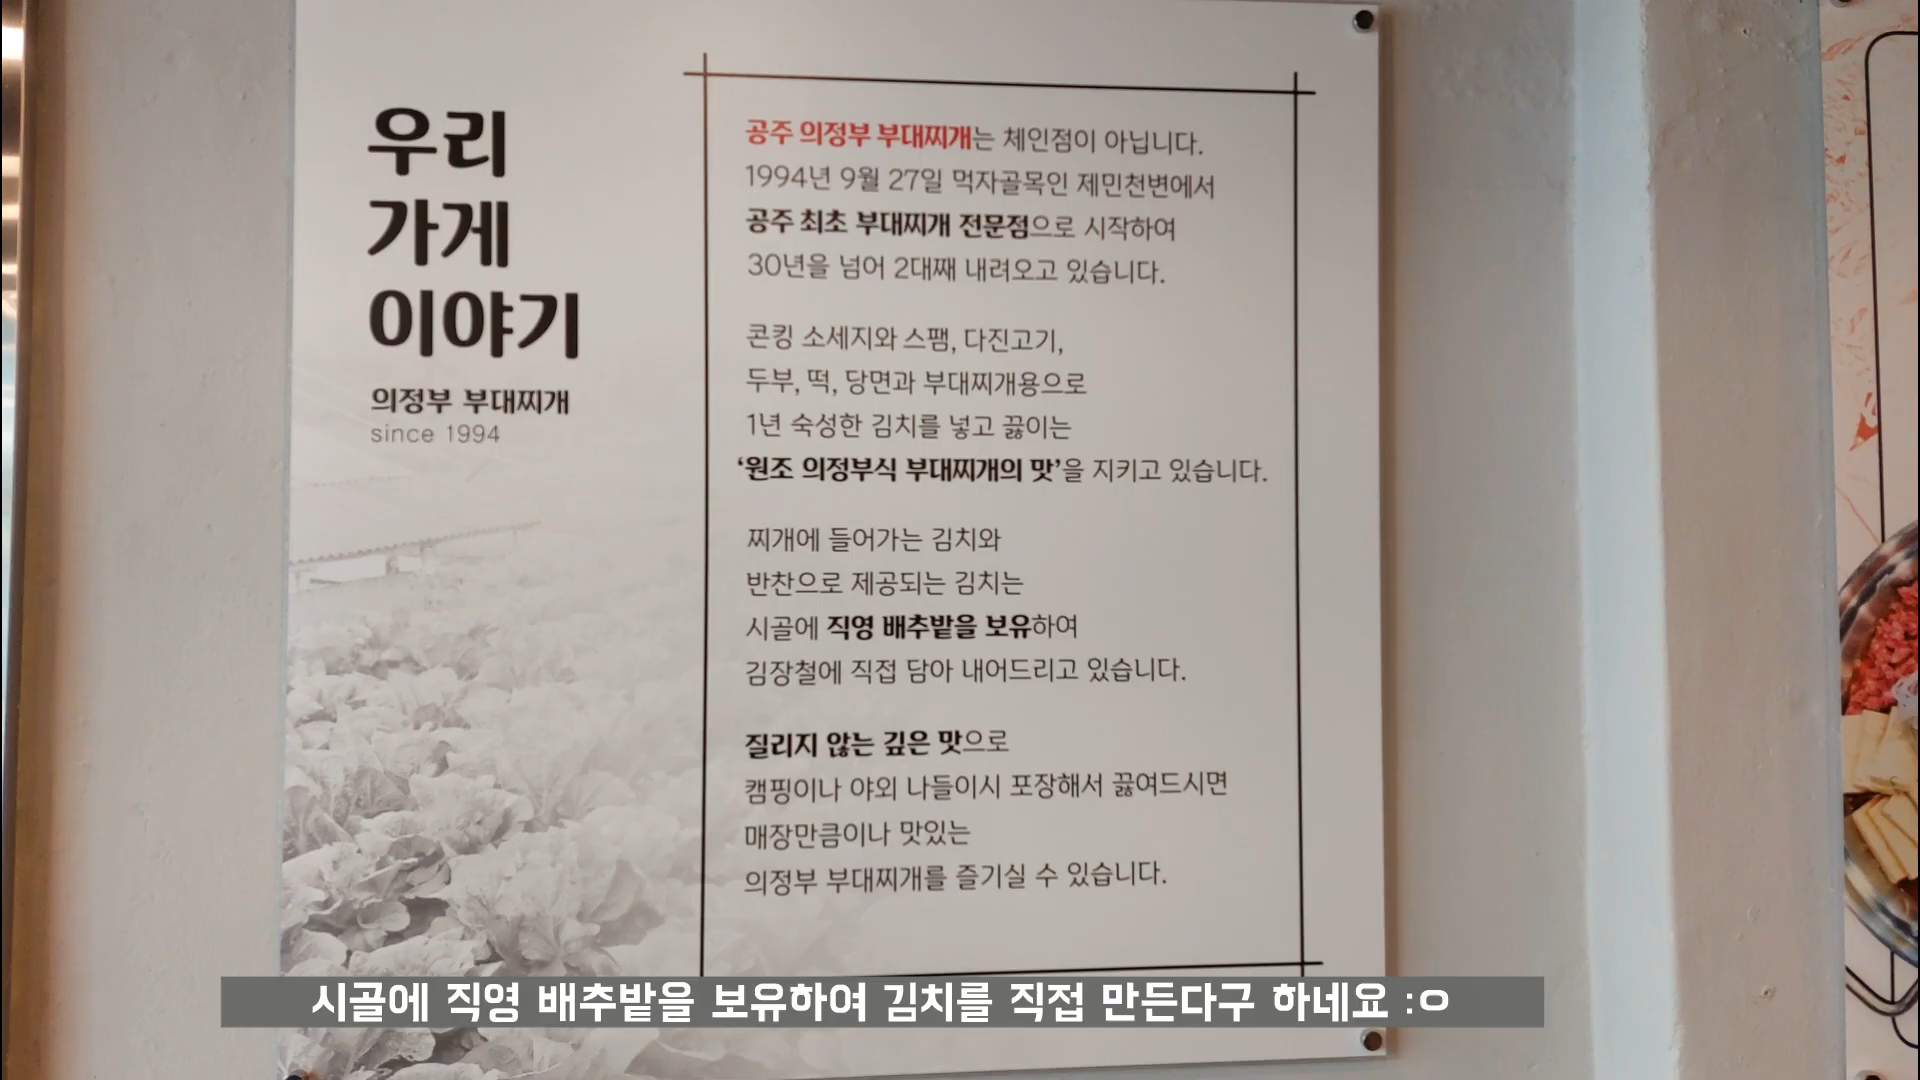 우리
가게
이야기
의정부 부대찌개
since 1994
공주 의정부 부대찌개는 체인점이 아닙니다.
1994년 9월 27일 먹자골목인 제민천변에서
공주 최초 부대찌개 전문점으로 시작하여
30년을 넘어 2대째 내려오고 있습니다.
콘킹 소세지와 스팸, 다진고기,
두부, 떡, 당면과 부대찌개용으로
1년 숙성한 김치를 넣고 끓이는
‘원조 의정부식 부대찌개의 맛’을 지키고 있습니다.
찌개에 들어가는 김치와
반찬으로 제공되는 김치는
시골에 직영 배추밭을 보유하여
김장철에 직접 담아 내어드리고 있습니다.
질리지 않는 깊은 맛으로
캠핑이나 야외 나들이시 포장해서 끓여드시면
매장만큼이나 맛있는
의정부 부대찌개를 즐기실 수 있습니다.
시골에 직영 배추밭을 보유하여 김치를 직접 만든다구 하네요 :ㅇ